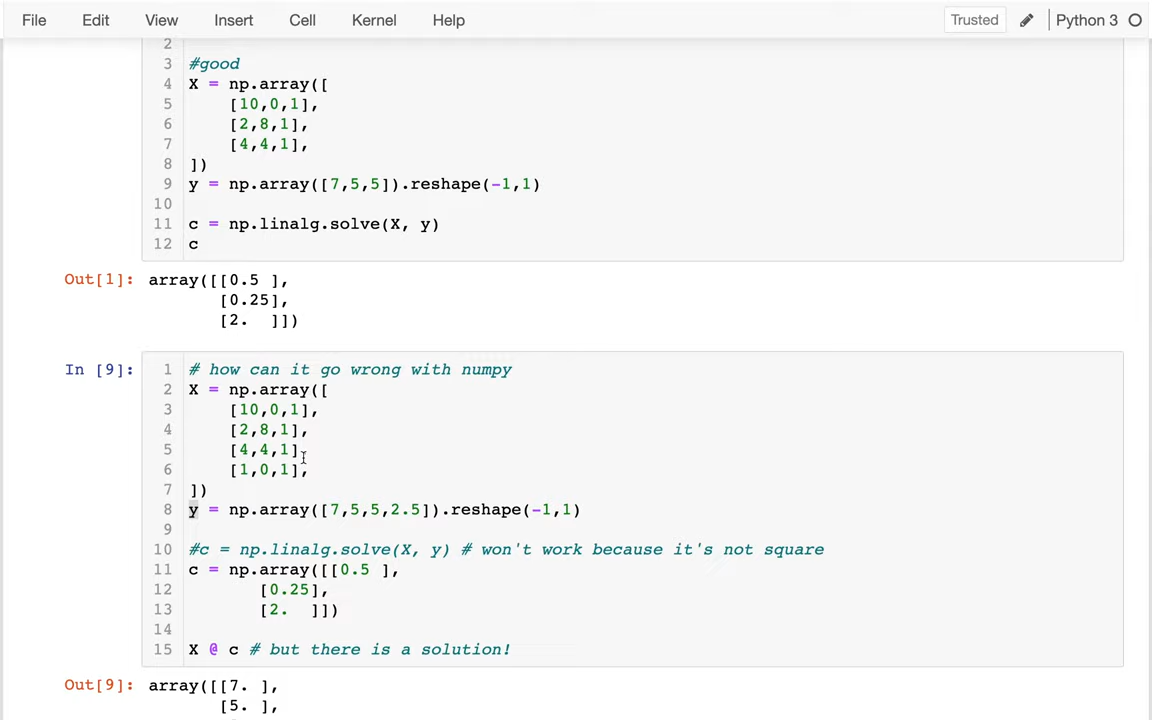 File Edit View Insert Cell Kernel Help Trusted Python 3
2
3 #good
4 X = np.array([
5     [10,0,1],
6     [2,8,1],
7     [4,4,1],
8 ])
9 y = np.array([7,5,5]).reshape(-1,1)
10
11 c = np.linalg.solve(X, y)
12 c
Out[1]: array([[0.5 ],
       [0.25],
       [2.  ]])
In [9]: 1 # how can it go wrong with numpy
2 X = np.array([
3     [10,0,1],
4     [2,8,1],
5     [4,4,1],
6     [1,0,1],
7 ])
8 y = np.array([7,5,5,2.5]).reshape(-1,1)
9
10 #c = np.linalg.solve(X, y) # won't work because it's not square
11 c = np.array([[0.5 ],
12        [0.25],
13        [2.  ]])
14
15 X @ c # but there is a solution!
Out[9]: array([[7. ],
       [5. ],